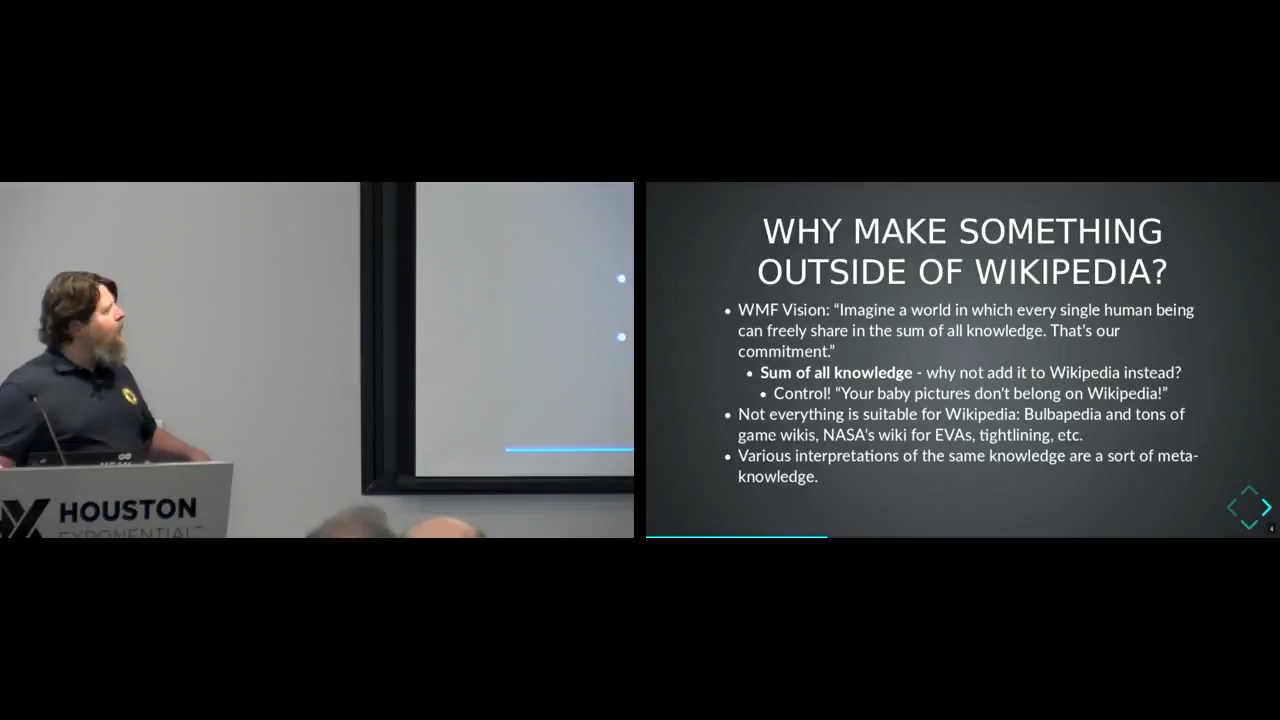 HOUSTON
EXPONENTIAL
WHY MAKE SOMETHING
OUTSIDE OF WIKIPEDIA?
• WMF Vision: “Imagine a world in which every single human being
can freely share in the sum of all knowledge. That's our
commitment.”
• Sum of all knowledge - why not add it to Wikipedia instead?
• Control! “Your baby pictures don't belong on Wikipedia!”
• Not everything is suitable for Wikipedia: Bulbapedia and tons of
game wikis, NASA's wiki for EVAs, tightlining, etc.
• Various interpretations of the same knowledge are a sort of meta-
knowledge.
4